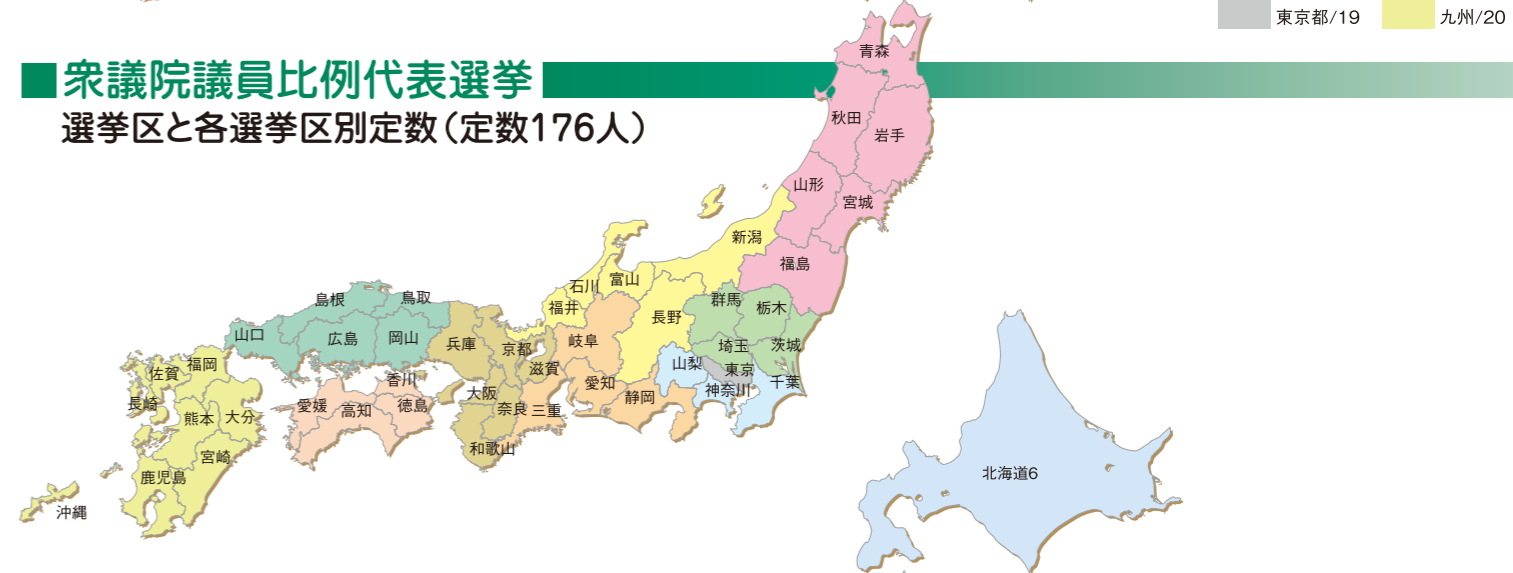 東京都/19
九州/20
■衆議院議員比例代表選挙
選挙区と各選挙区別定数(定数176人)
青森
秋田
岩手
山形
宮城
新潟
福島
石川
富山
福井
長野
群馬
栃木
島根
鳥取
山口
広島
岡山
兵庫
京都
滋賀
岐阜
埼玉
茨城
山梨
東京
千葉
神奈川
福岡
佐賀
長崎
熊本
大分
香川
愛媛
高知
徳島
大阪
奈良
三重
愛知
静岡
和歌山
宮崎
鹿児島
沖縄
北海道6